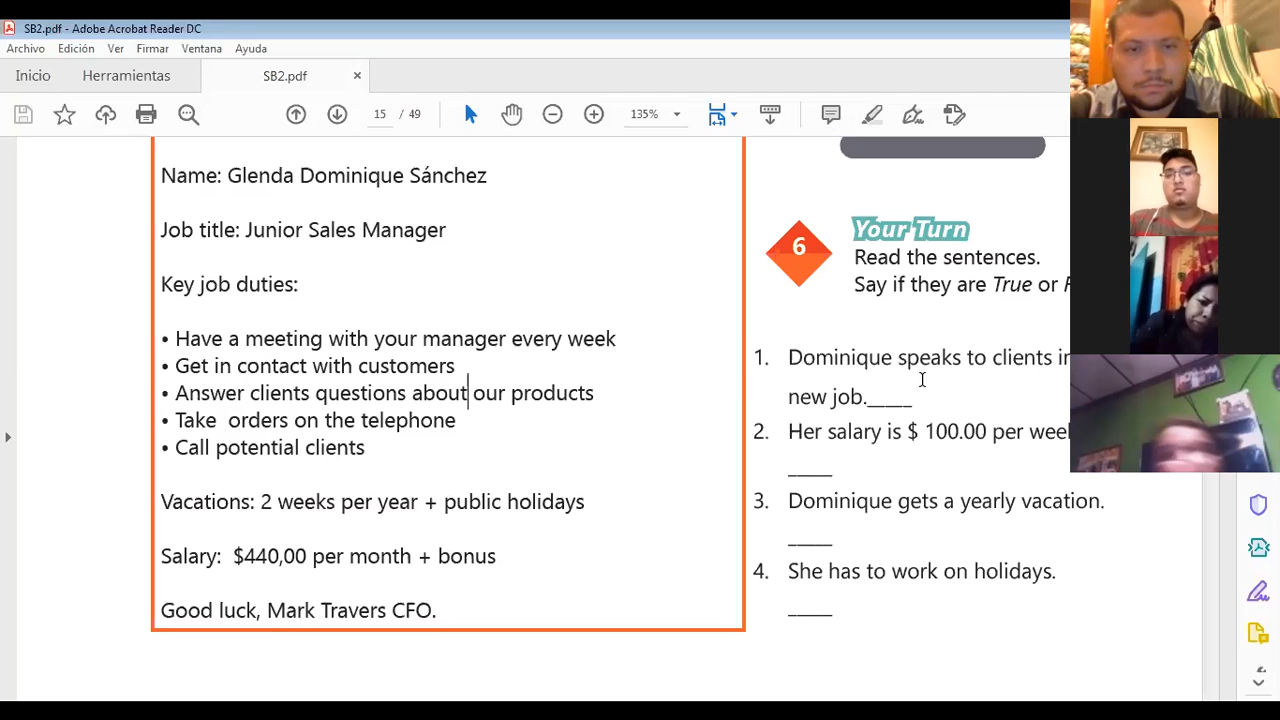 SB2.pdf - Adobe Acrobat Reader DC
Archivo Edición Ver Firmar Ventana Ayuda
Inicio Herramientas SB2.pdf ×
15 / 49 135%
Name: Glenda Dominique Sánchez
Job title: Junior Sales Manager
Key job duties:
• Have a meeting with your manager every week
• Get in contact with customers
• Answer clients questions about our products
• Take orders on the telephone
• Call potential clients
Vacations: 2 weeks per year + public holidays
Salary: $440,00 per month + bonus
Good luck, Mark Travers CFO.
6 Your Turn
Read the sentences.
Say if they are True or
1. Dominique speaks to clients in
new job._____
2. Her salary is $ 100.00 per week
_____
3. Dominique gets a yearly vacation.
_____
4. She has to work on holidays.
_____